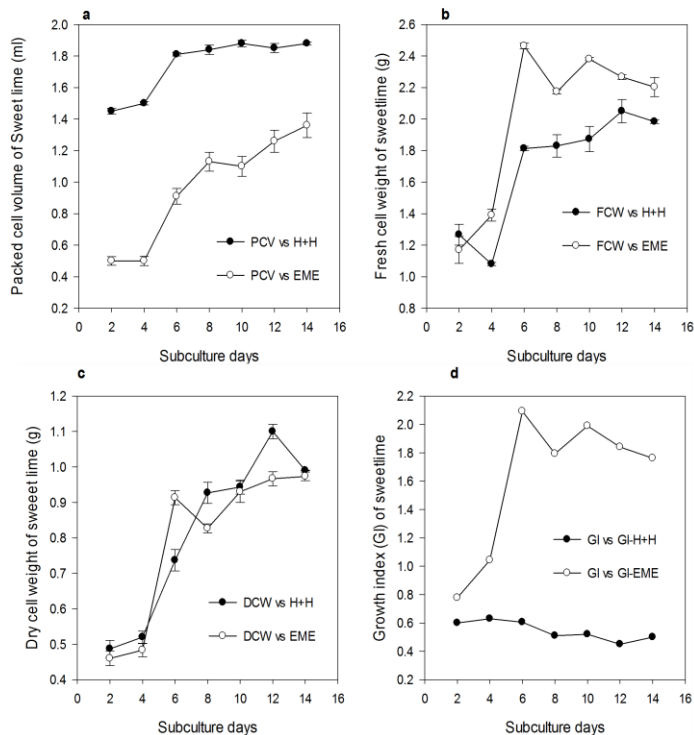 a
Packed cell volume of Sweet lime (ml)
2.0
1.8
1.6
1.4
1.2
1.0
0.8
0.6
0.4
0.2
PCV vs H+H
PCV vs EME
0 2 4 6 8 10 12 14 16
Subculture days
b
Fresh cell weight of sweetlime (g)
2.6
2.4
2.2
2.0
1.8
1.6
1.4
1.2
1.0
0.8
FCW vs H+H
FCW vs EME
0 2 4 6 8 10 12 14 16
Subculture days
c
Dry cell weight of sweeet lime (g)
1.2
1.1
1.0
0.9
0.8
0.7
0.6
0.5
0.4
DCW vs H+H
DCW vs EME
0 2 4 6 8 10 12 14 16
Subculture days
d
Growth index (GI) of sweetlime
2.2
2.0
1.8
1.6
1.4
1.2
1.0
0.8
0.6
0.4
0.2
GI vs GI-H+H
GI vs GI-EME
0 2 4 6 8 10 12 14 16
Subculture days